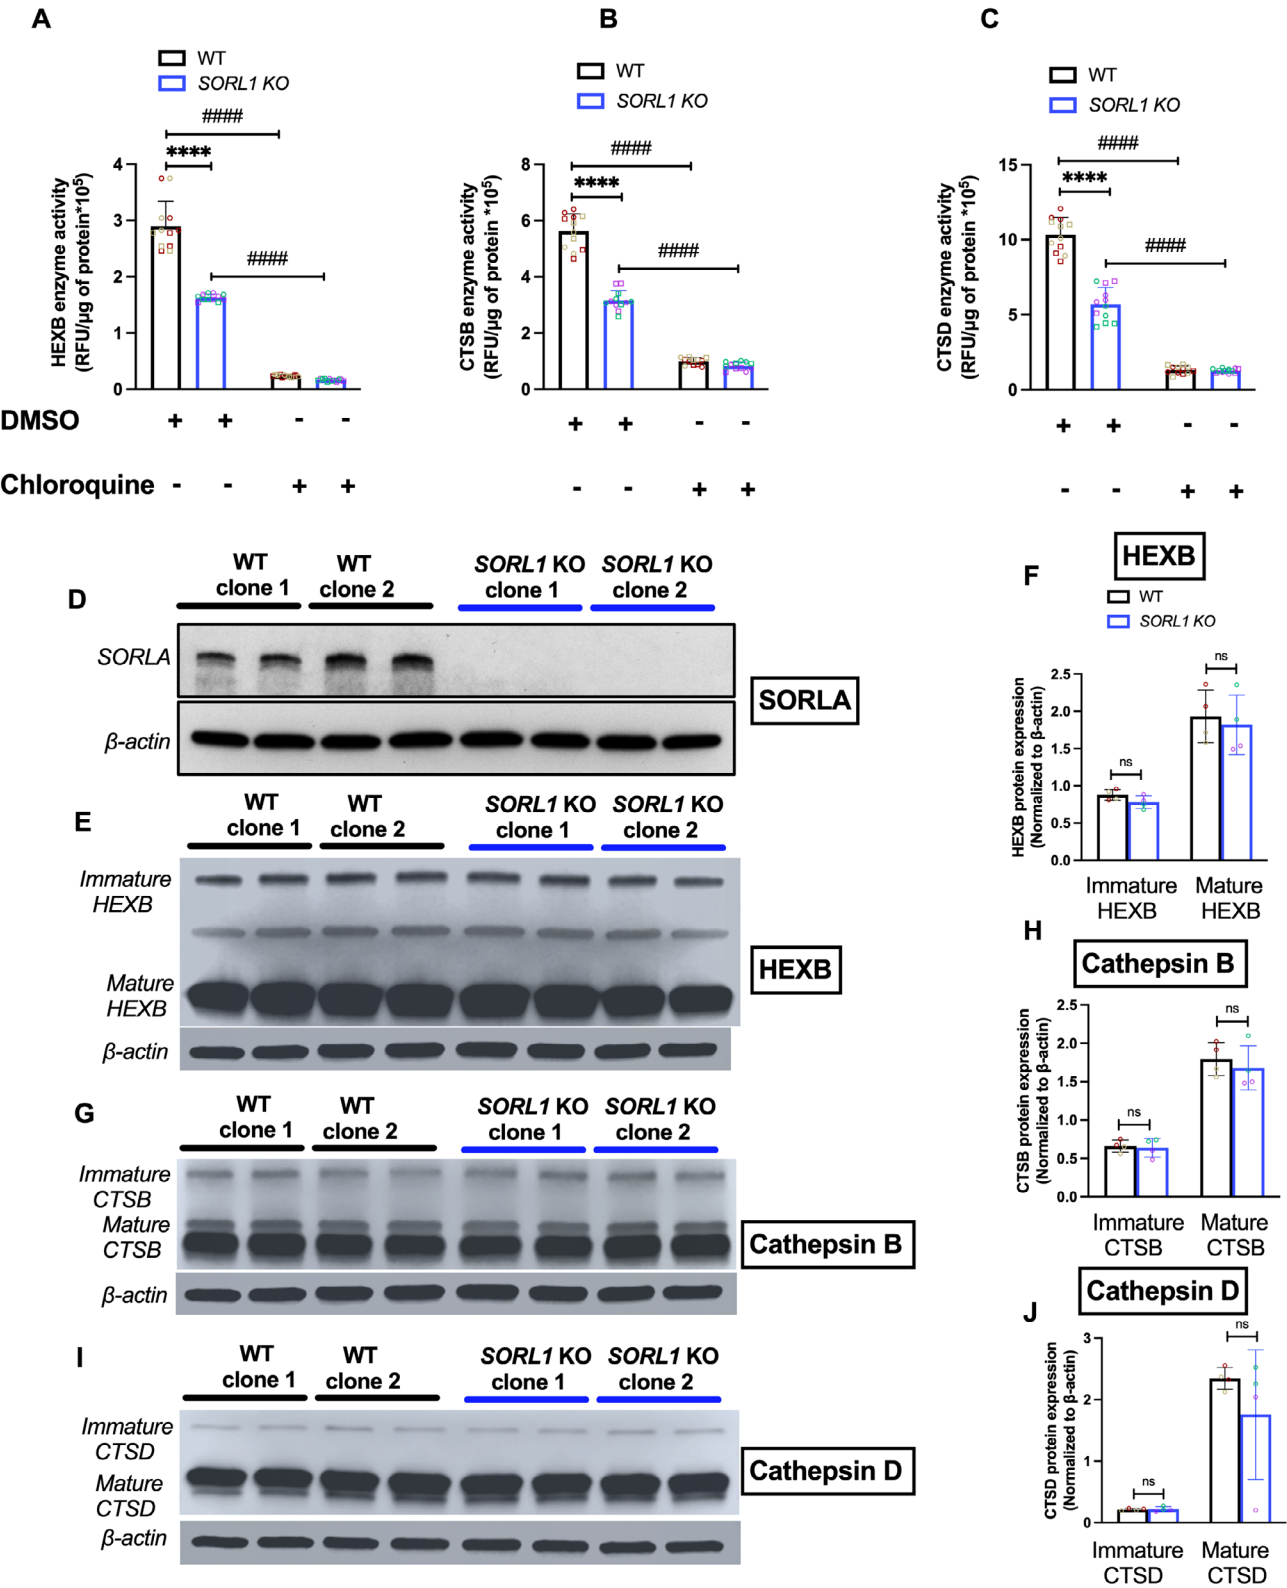 A
B
C
WT
SORL1 KO
WT
SORL1 KO
WT
SORL1 KO
####
****
####
HEXB enzyme activity
(RFU/µg of protein*10⁵)
4
3
2
1
0
####
****
####
CTSB enzyme activity
(RFU/µg of protein *10⁵)
8
6
4
2
0
####
****
####
CTSD enzyme activity
(RFU/µg of protein *10⁵)
15
10
5
0
DMSO + + - - + + - - + + - -
Chloroquine - - + + - - + + - - + +
D
WT
clone 1
WT
clone 2
SORL1 KO
clone 1
SORL1 KO
clone 2
SORLA
β-actin
SORLA
E
WT
clone 1
WT
clone 2
SORL1 KO
clone 1
SORL1 KO
clone 2
Immature
HEXB
Mature
HEXB
β-actin
HEXB
F
HEXB
WT
SORL1 KO
HEXB protein expression
(Normalized to β-actin)
2.5
2.0
1.5
1.0
0.5
0.0
ns
ns
Immature
HEXB
Mature
HEXB
G
WT
clone 1
WT
clone 2
SORL1 KO
clone 1
SORL1 KO
clone 2
Immature
CTSB
Mature
CTSB
β-actin
Cathepsin B
H
Cathepsin B
CTSB protein expression
(Normalized to β-actin)
2.5
2.0
1.5
1.0
0.5
0.0
ns
ns
Immature
CTSB
Mature
CTSB
I
WT
clone 1
WT
clone 2
SORL1 KO
clone 1
SORL1 KO
clone 2
Immature
CTSD
Mature
CTSD
β-actin
Cathepsin D
J
Cathepsin D
CTSD protein expression
(Normalized to β-actin)
3
2
1
0
ns
ns
Immature
CTSD
Mature
CTSD